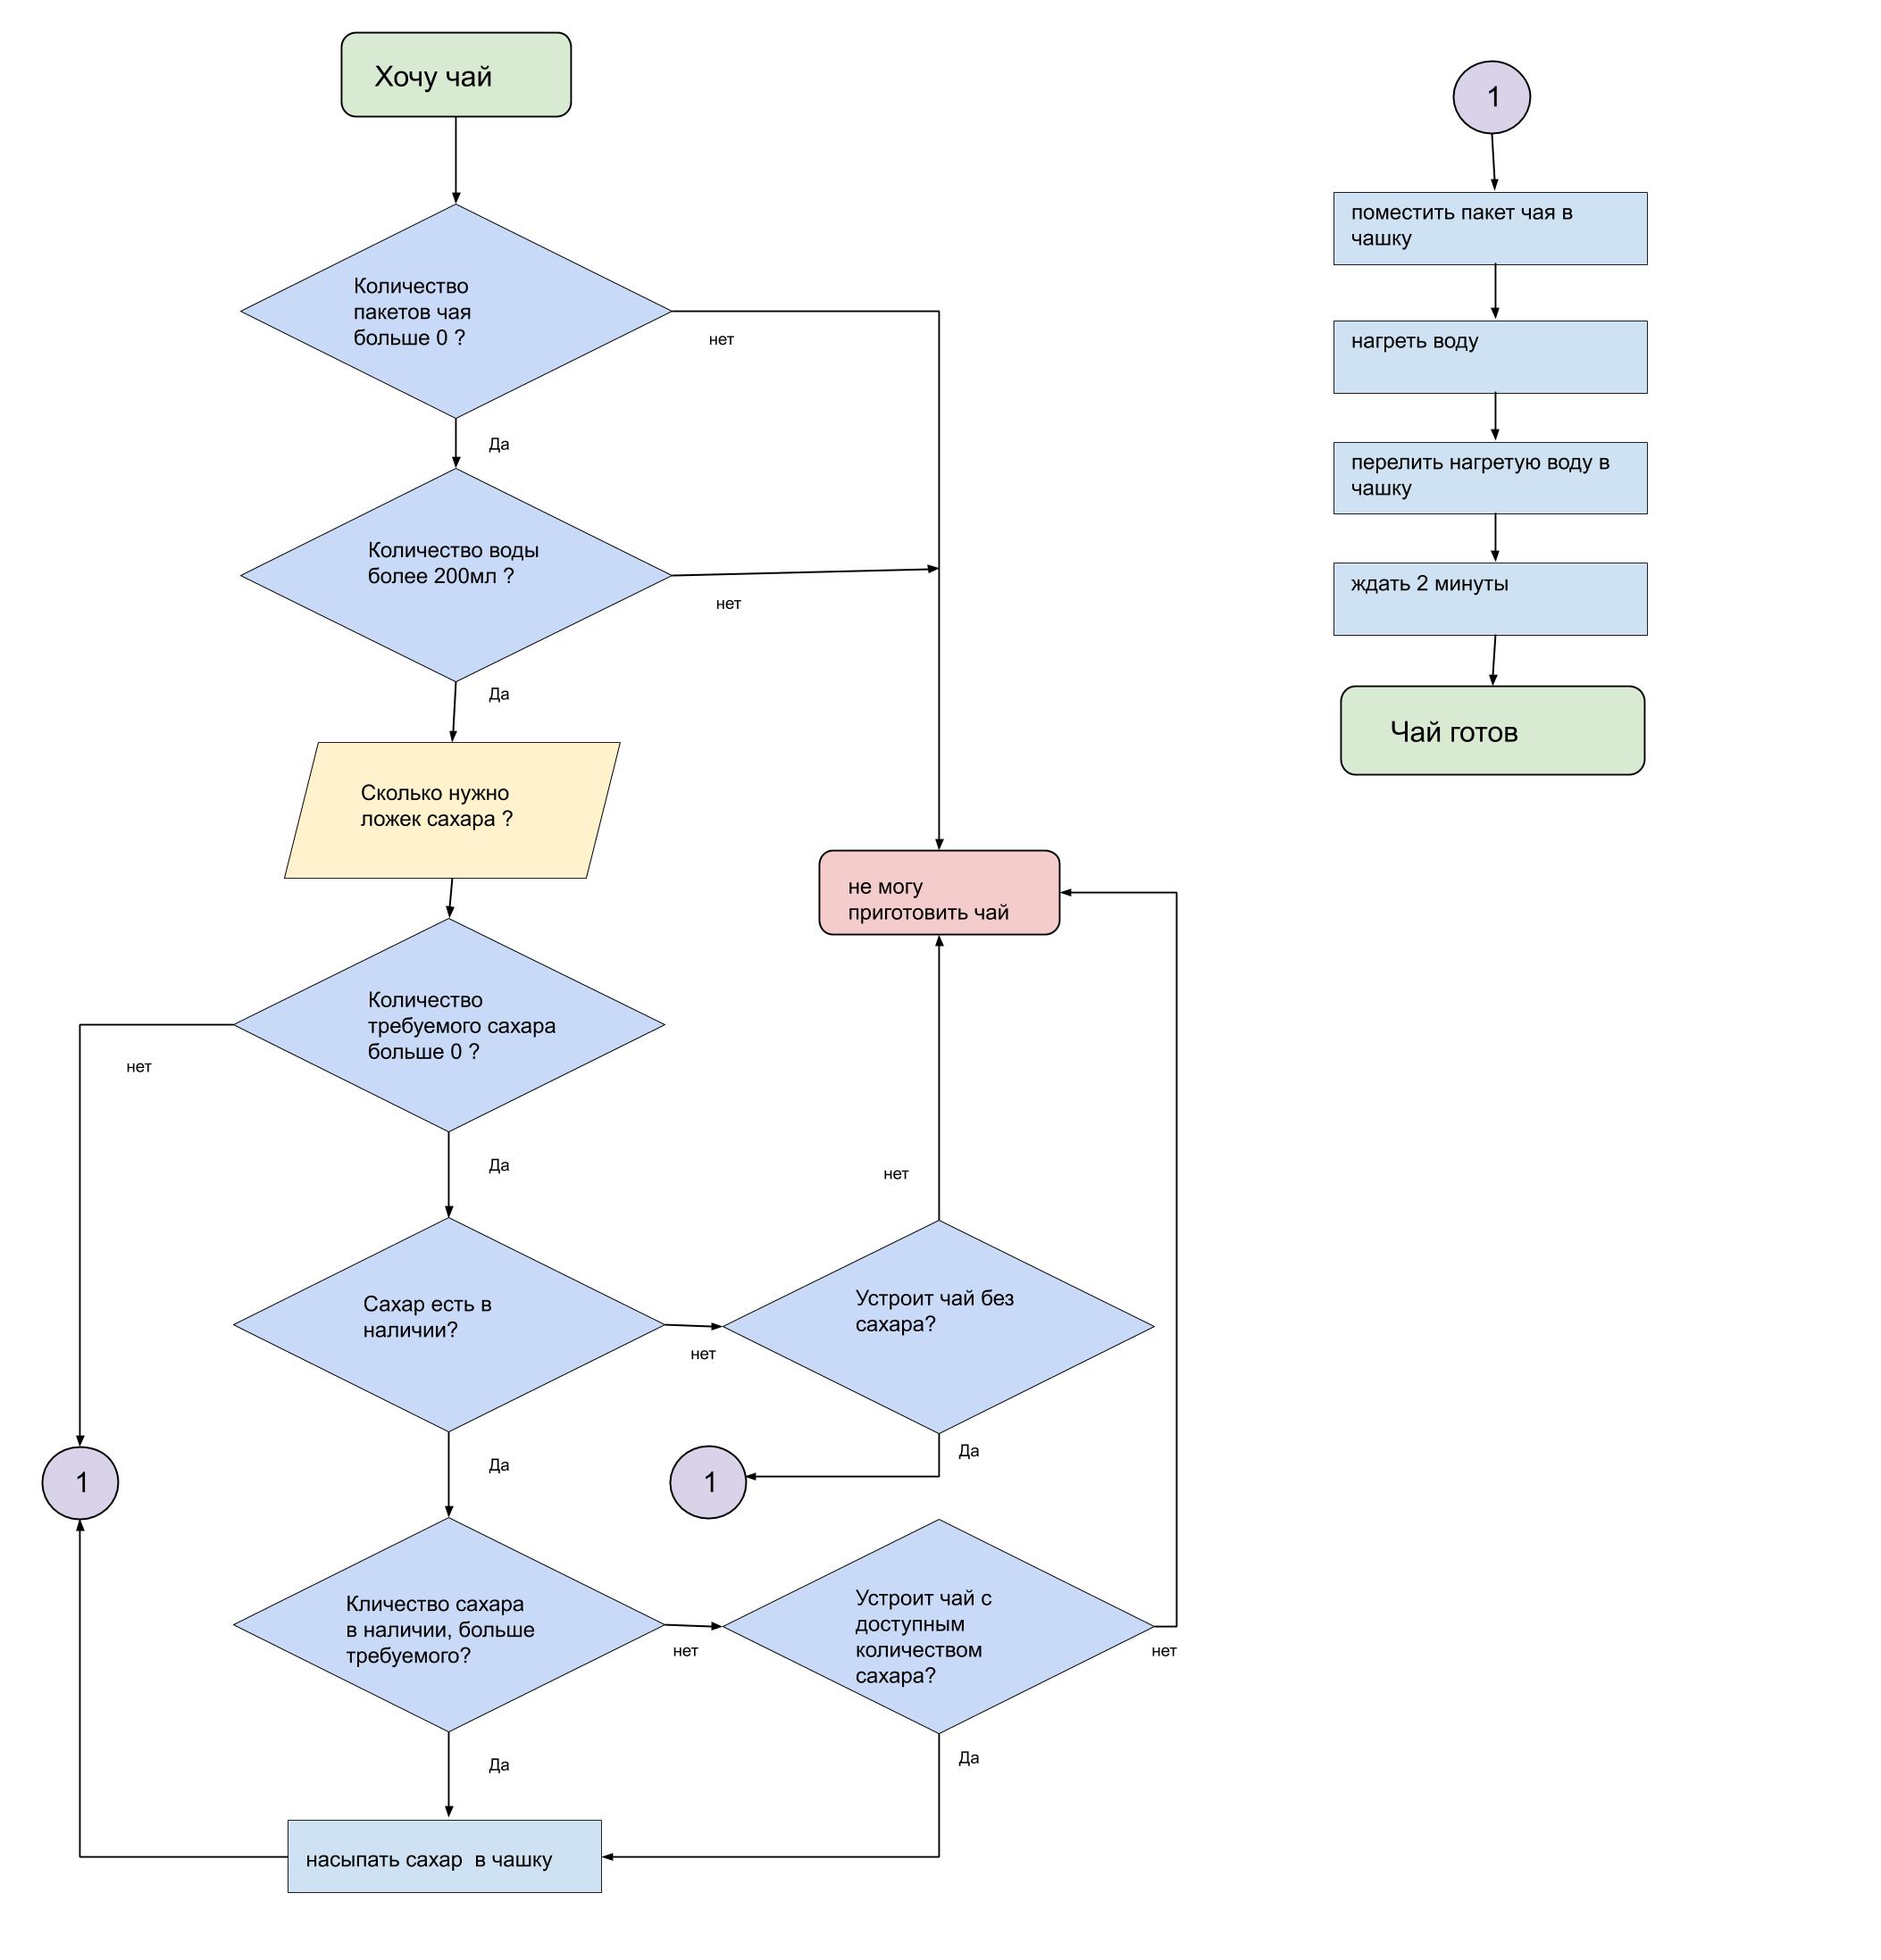 Хочу чай
Количество
пакетов чая
больше 0 ?
нет
Да
Количество воды
более 200мл ?
нет
Да
Сколько нужно
ложек сахара ?
не могу
приготовить чай
Количество
требуемого сахара
больше 0 ?
нет
Да
нет
Сахар есть в
наличии?
нет
Устроит чай без
сахара?
Да
Да
1
1
Кличество сахара
в наличии, больше
требуемого?
нет
Устроит чай с
доступным
количеством
сахара?
нет
Да
Да
насыпать сахар  в чашку
1
поместить пакет чая в
чашку
нагреть воду
перелить нагретую воду в
чашку
ждать 2 минуты
Чай готов